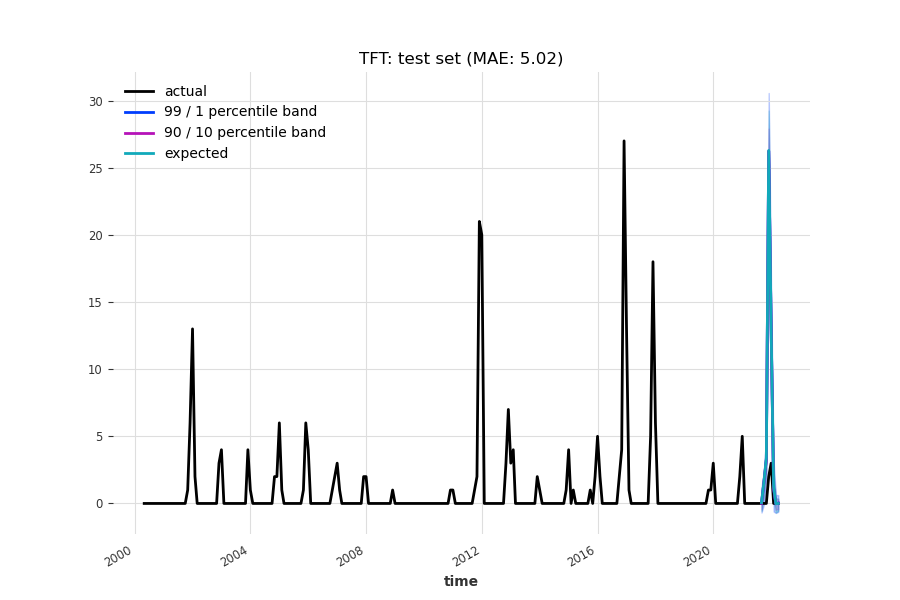 TFT: test set (MAE: 5.02)
actual
99 / 1 percentile band
90 / 10 percentile band
expected
30
25
20
15
10
5
0
2000
2004
2008
2012
2016
2020
time